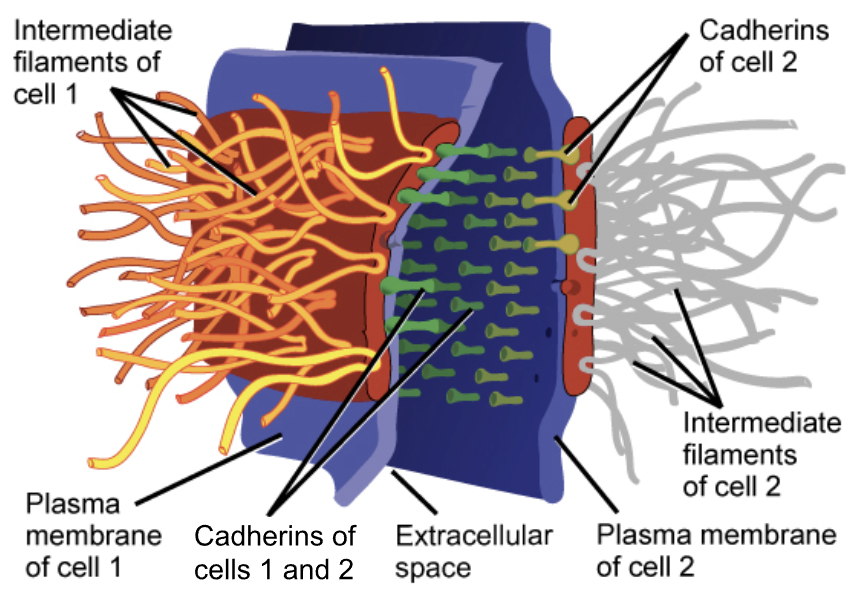 Intermediate
filaments of
cell 1
Cadherins
of cell 2
Intermediate
filaments
of cell 2
Plasma
membrane
of cell 1
Cadherins of
cells 1 and 2
Extracellular
space
Plasma membrane
of cell 2